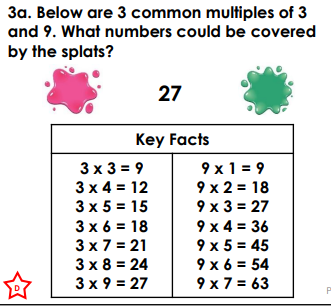 3a. Below are 3 common multiples of 3
and 9. What numbers could be covered
by the splats?
27
Key Facts
3 x 3 = 9
3 x 4 = 12
3 x 5 = 15
3 x 6 = 18
3 x 7 = 21
3 x 8 = 24
3 x 9 = 27
9 x 1 = 9
9 x 2 = 18
9 x 3 = 27
9 x 4 = 36
9 x 5 = 45
9 x 6 = 54
9 x 7 = 63
D
P